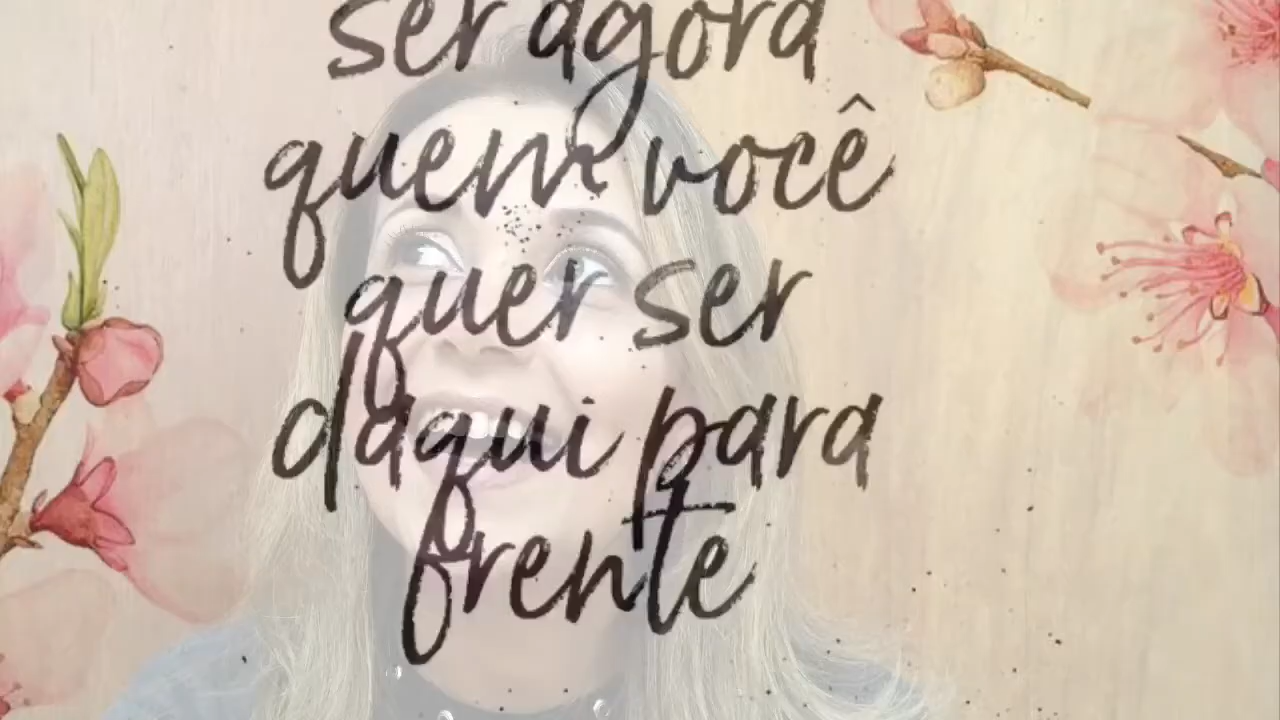 ser agora
quem você
quer ser
daqui para
frente